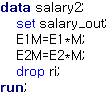 data salary2;
set salary_out;
E1M=E1*M;
E2M=E2*M;
drop ri;
run;